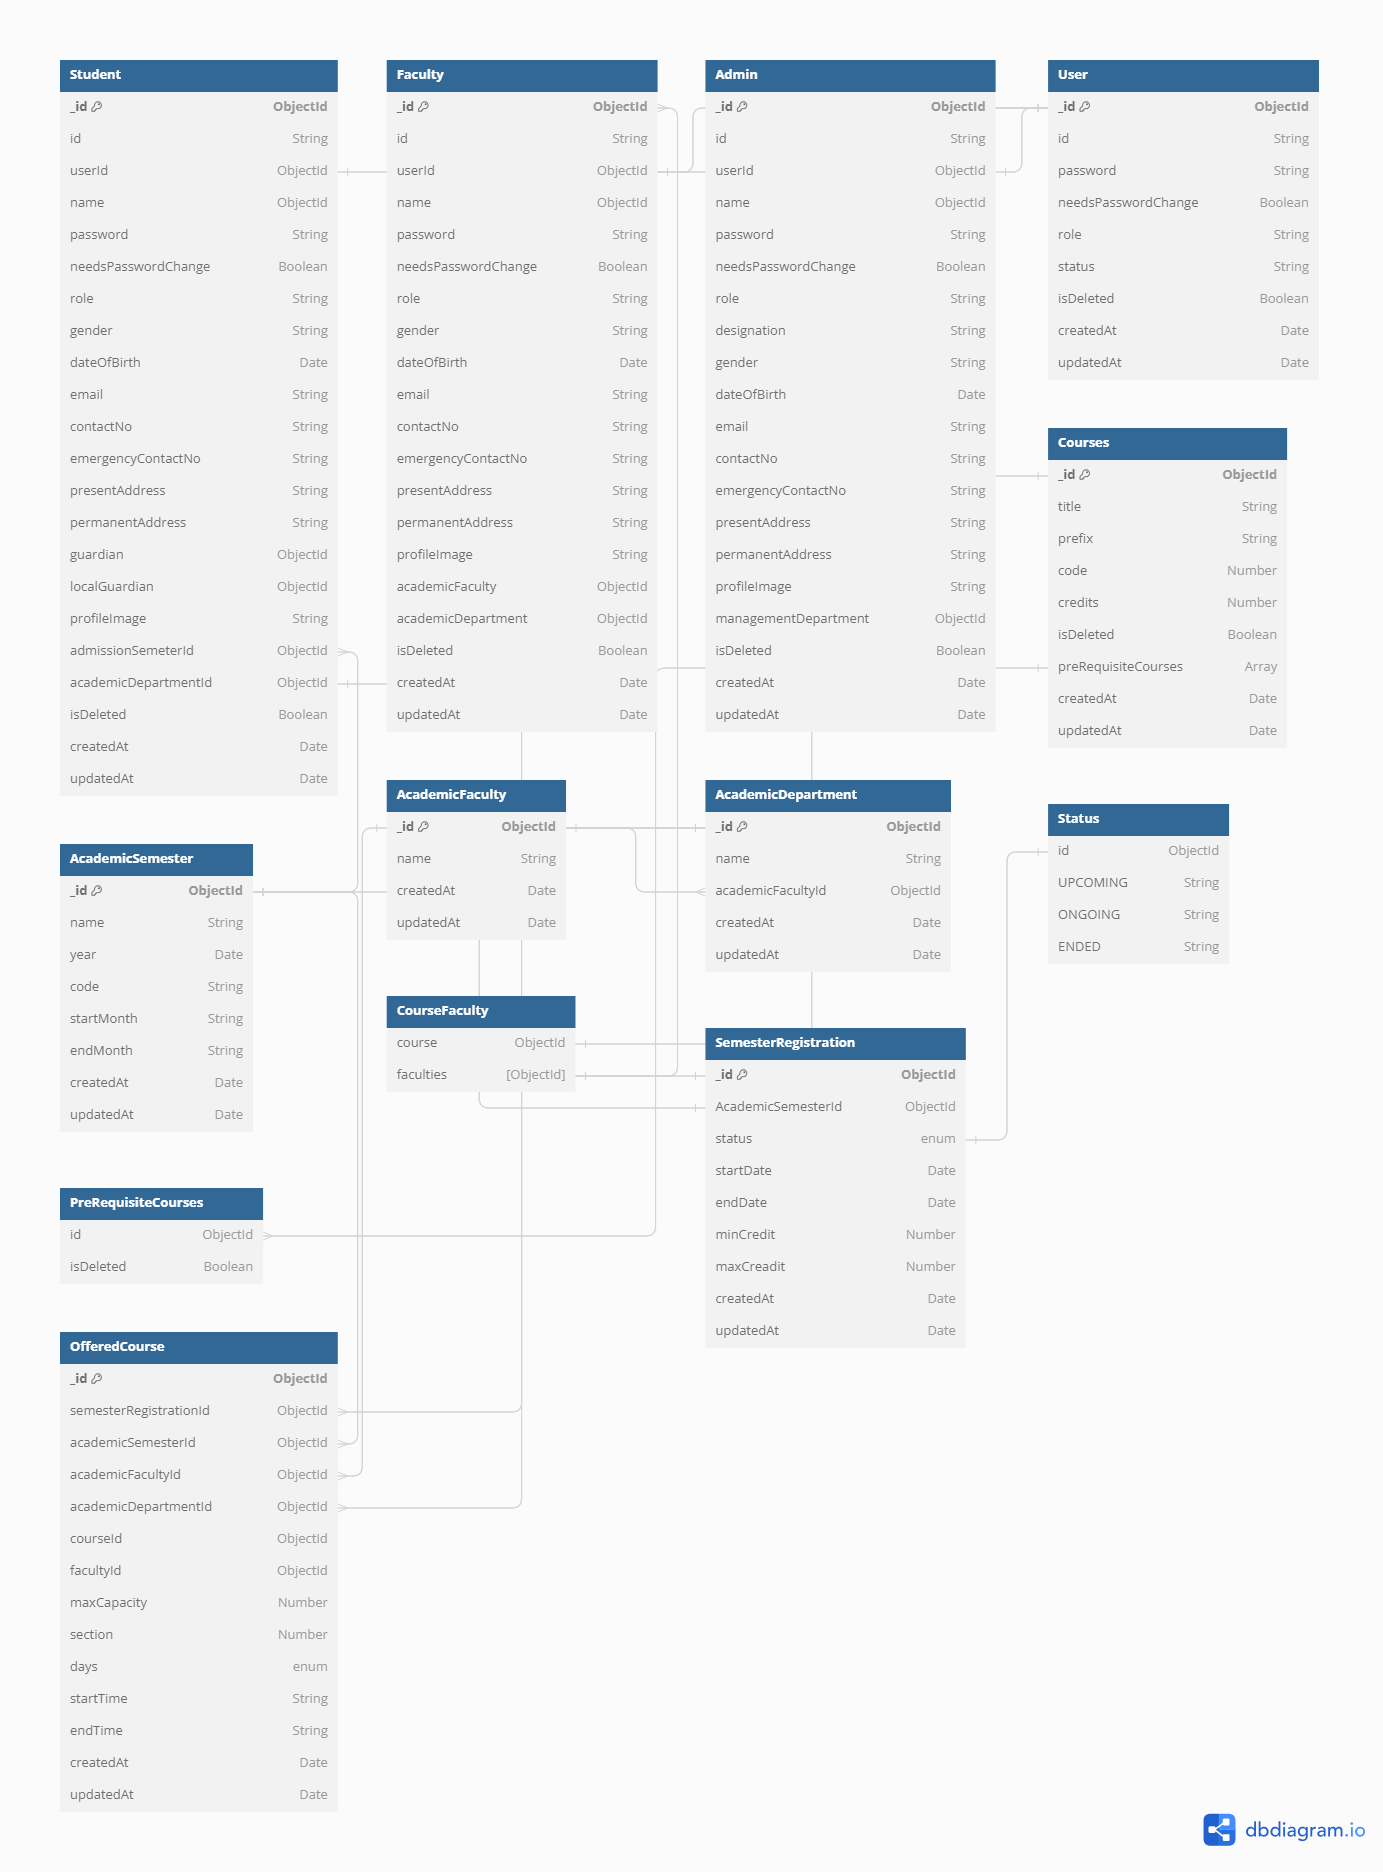 Student
_id ObjectId
id String
userId ObjectId
name ObjectId
password String
needsPasswordChange Boolean
role String
gender String
dateOfBirth Date
email String
contactNo String
emergencyContactNo String
presentAddress String
permanentAddress String
guardian ObjectId
localGuardian ObjectId
profileImage String
admissionSemeterId ObjectId
academicDepartmentId ObjectId
isDeleted Boolean
createdAt Date
updatedAt Date
Faculty
_id ObjectId
id String
userId ObjectId
name ObjectId
password String
needsPasswordChange Boolean
role String
gender String
dateOfBirth Date
email String
contactNo String
emergencyContactNo String
presentAddress String
permanentAddress String
profileImage String
academicFaculty ObjectId
academicDepartment ObjectId
isDeleted Boolean
createdAt Date
updatedAt Date
Admin
_id ObjectId
id String
userId ObjectId
name ObjectId
password String
needsPasswordChange Boolean
role String
designation String
gender String
dateOfBirth Date
email String
contactNo String
emergencyContactNo String
presentAddress String
permanentAddress String
profileImage String
managementDepartment ObjectId
isDeleted Boolean
createdAt Date
updatedAt Date
User
_id ObjectId
id String
password String
needsPasswordChange Boolean
role String
status String
isDeleted Boolean
createdAt Date
updatedAt Date
Courses
_id ObjectId
title String
prefix String
code Number
credits Number
isDeleted Boolean
preRequisiteCourses Array
createdAt Date
updatedAt Date
AcademicFaculty
_id ObjectId
name String
createdAt Date
updatedAt Date
AcademicDepartment
_id ObjectId
name String
academicFacultyId ObjectId
createdAt Date
updatedAt Date
Status
id ObjectId
UPCOMING String
ONGOING String
ENDED String
AcademicSemester
_id ObjectId
name String
year Date
code String
startMonth String
endMonth String
createdAt Date
updatedAt Date
CourseFaculty
course ObjectId
faculties [ObjectId]
SemesterRegistration
_id ObjectId
AcademicSemesterId ObjectId
status enum
startDate Date
endDate Date
minCredit Number
maxCreadit Number
createdAt Date
updatedAt Date
PreRequisiteCourses
id ObjectId
isDeleted Boolean
OfferedCourse
_id ObjectId
semesterRegistrationId ObjectId
academicSemesterId ObjectId
academicFacultyId ObjectId
academicDepartmentId ObjectId
courseId ObjectId
facultyId ObjectId
maxCapacity Number
section Number
days enum
startTime String
endTime String
createdAt Date
updatedAt Date
dbdiagram.io